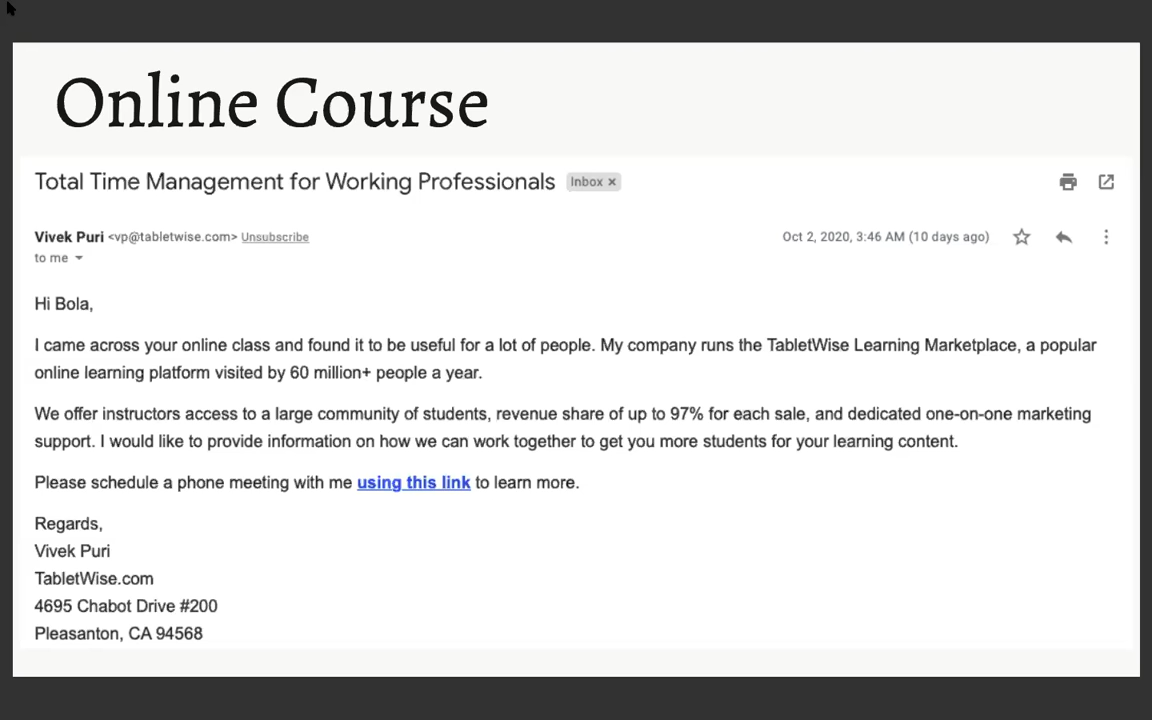 Online Course
Total Time Management for Working Professionals Inbox ×
Vivek Puri <vp@tabletwise.com> Unsubscribe Oct 2, 2020, 3:46 AM (10 days ago)
to me
Hi Bola,
I came across your online class and found it to be useful for a lot of people. My company runs the TabletWise Learning Marketplace, a popular
online learning platform visited by 60 million+ people a year.
We offer instructors access to a large community of students, revenue share of up to 97% for each sale, and dedicated one-on-one marketing
support. I would like to provide information on how we can work together to get you more students for your learning content.
Please schedule a phone meeting with me using this link to learn more.
Regards,
Vivek Puri
TabletWise.com
4695 Chabot Drive #200
Pleasanton, CA 94568